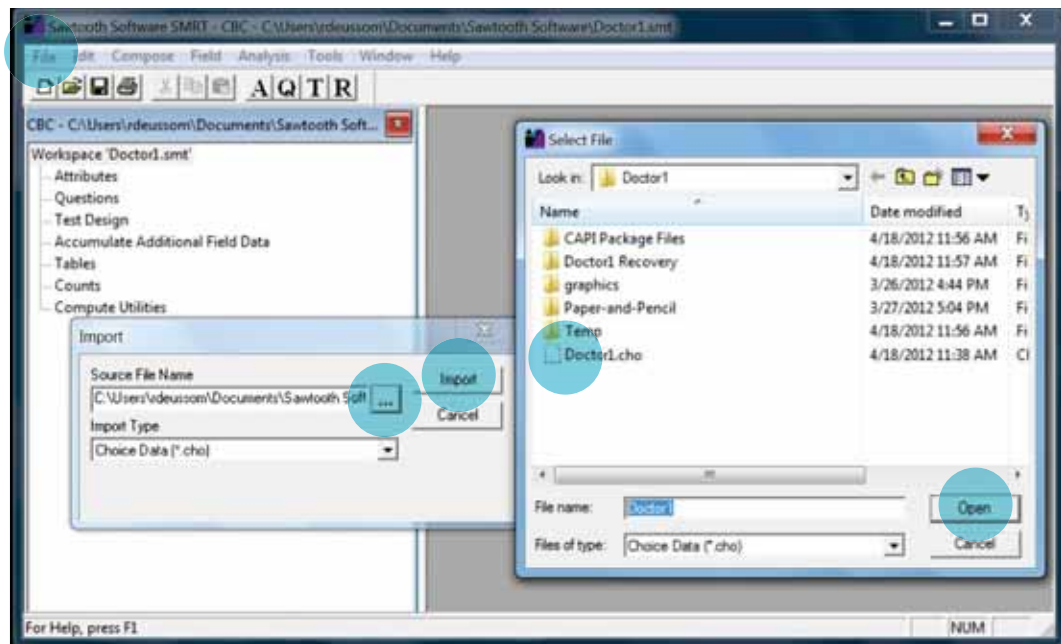 Sawtooth Software SMRT - CBC - C:\Users\rdeussom\Documents\Sawtooth Software\Doctor1.smt
File Edit Compose Field Analysis Tools Window Help
A Q T R
CBC - C:\Users\rdeussom\Documents\Sawtooth Soft...
Workspace 'Doctor1.smt'
Attributes
Questions
Test Design
Accumulate Additional Field Data
Tables
Counts
Compute Utilities
Import
Source File Name
C:\Users\rdeussom\Documents\Sawtooth Soft
...
Import
Import Type
Cancel
Choice Data (*.cho)
Select File
Look in: Doctor1
Name Date modified
CAPI Package Files 4/18/2012 11:56 AM Fi
Doctor1 Recovery 4/18/2012 11:57 AM Fi
graphics 3/26/2012 4:44 PM Fi
Paper-and-Pencil 3/27/2012 5:04 PM Fi
Temp 4/18/2012 11:56 AM Fi
Doctor1.cho 4/18/2012 11:38 AM
File name: Doctor1 Open
Files of type: Choice Data (*.cho) Cancel
For Help, press F1 NUM